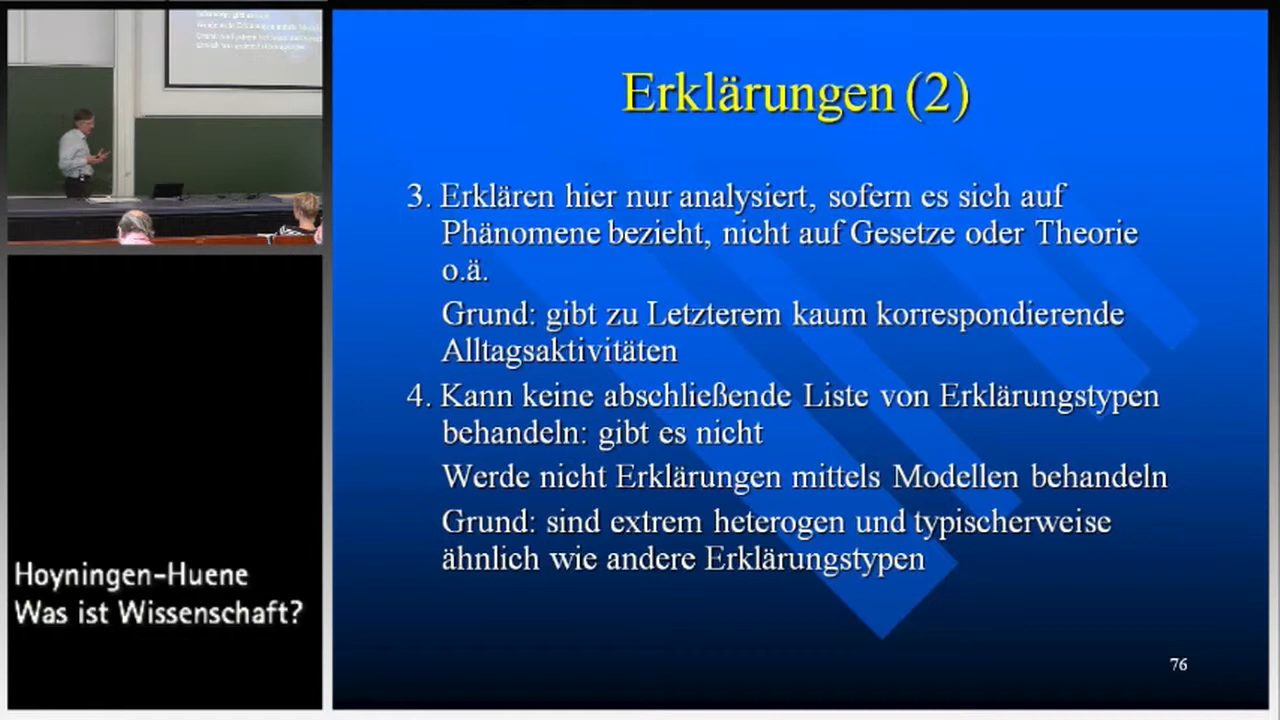 Erklärungen (2)
3. Erklären hier nur analysiert, sofern es sich auf
Phänomene bezieht, nicht auf Gesetze oder Theorie
o.ä.
Grund: gibt zu Letzterem kaum korrespondierende
Alltagsaktivitäten
4. Kann keine abschließende Liste von Erklärungstypen
behandeln: gibt es nicht
Werde nicht Erklärungen mittels Modellen behandeln
Grund: sind extrem heterogen und typischerweise
ähnlich wie andere Erklärungstypen
76
Hoyningen-Huene
Was ist Wissenschaft?